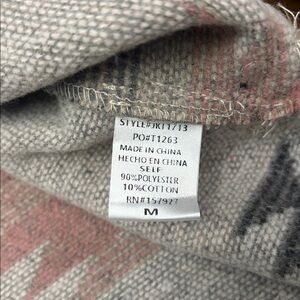 STYLE#JKT1713
PO#T1263
MADE IN CHINA
HECHO EN CHINA
SELF
90%POLYESTER
10%COTTON
RN#157927
M